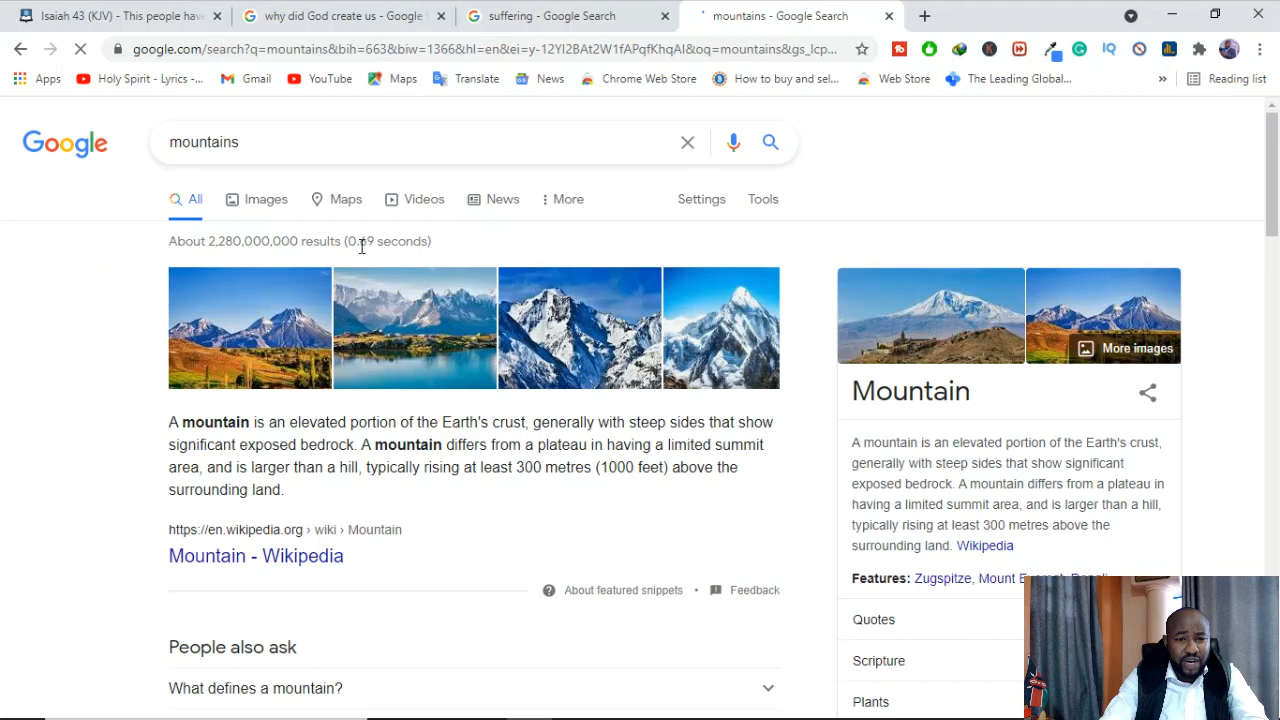 Isaiah 43 (KJV) - This people have
why did God create us - Google
suffering - Google Search
mountains - Google Search
google.com/search?q=mountains&bih=663&biw=1366&hl=en&ei=y-12YI2BAt2W1fAPqfKhqAI&oq=mountains&gs_lcp...
Apps
Holy Spirit - Lyrics -...
Gmail
YouTube
Maps
Translate
News
Chrome Web Store
How to buy and sel...
Web Store
The Leading Global...
»
Reading list
Google
mountains
All
Images
Maps
Videos
News
More
Settings
Tools
About 2,280,000,000 results (0.69 seconds)
A mountain is an elevated portion of the Earth's crust, generally with steep sides that show
significant exposed bedrock. A mountain differs from a plateau in having a limited summit
area, and is larger than a hill, typically rising at least 300 metres (1000 feet) above the
surrounding land.
https://en.wikipedia.org › wiki › Mountain
Mountain - Wikipedia
About featured snippets • Feedback
People also ask
What defines a mountain?
More images
Mountain
A mountain is an elevated portion of the Earth's crust,
generally with steep sides that show significant
exposed bedrock. A mountain differs from a plateau in
having a limited summit area, and is larger than a hill,
typically rising at least 300 metres above the
surrounding land. Wikipedia
Features: Zugspitze, Mount Everest, Denali
Quotes
Scripture
Plants